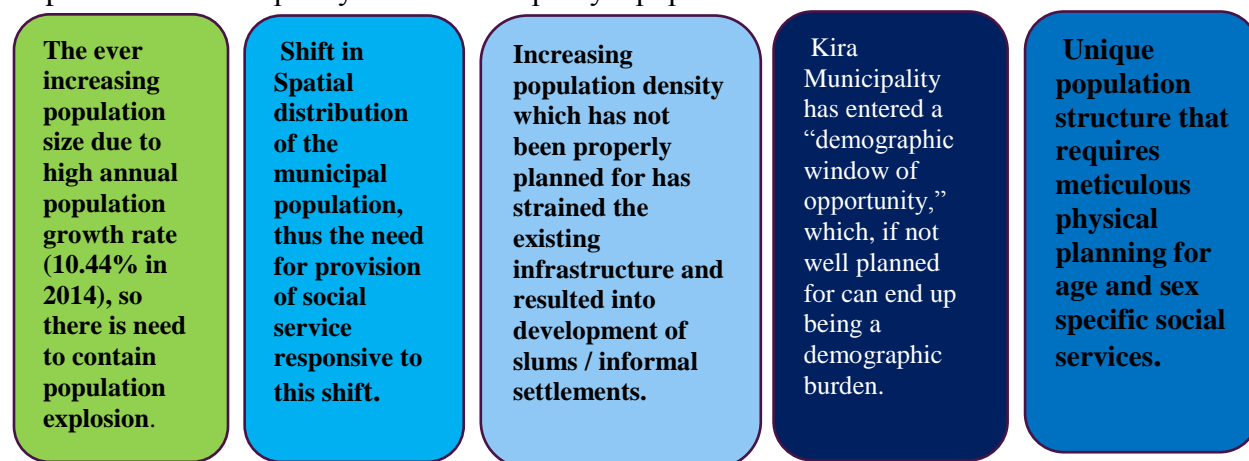 The ever
increasing
population
size due to
high annual
population
growth rate
(10.44% in
2014), so
there is need
to contain
population
explosion.
Shift in
Spatial
distribution
of the
municipal
population,
thus the need
for provision
of social
service
responsive to
this shift.
Increasing
population density
which has not
been properly
planned for has
strained the
existing
infrastructure and
resulted into
development of
slums / informal
settlements.
Kira
Municipality
has entered a
“demographic
window of
opportunity,”
which, if not
well planned
for can end up
being a
demographic
burden.
Unique
population
structure that
requires
meticulous
physical
planning for
age and sex
specific social
services.